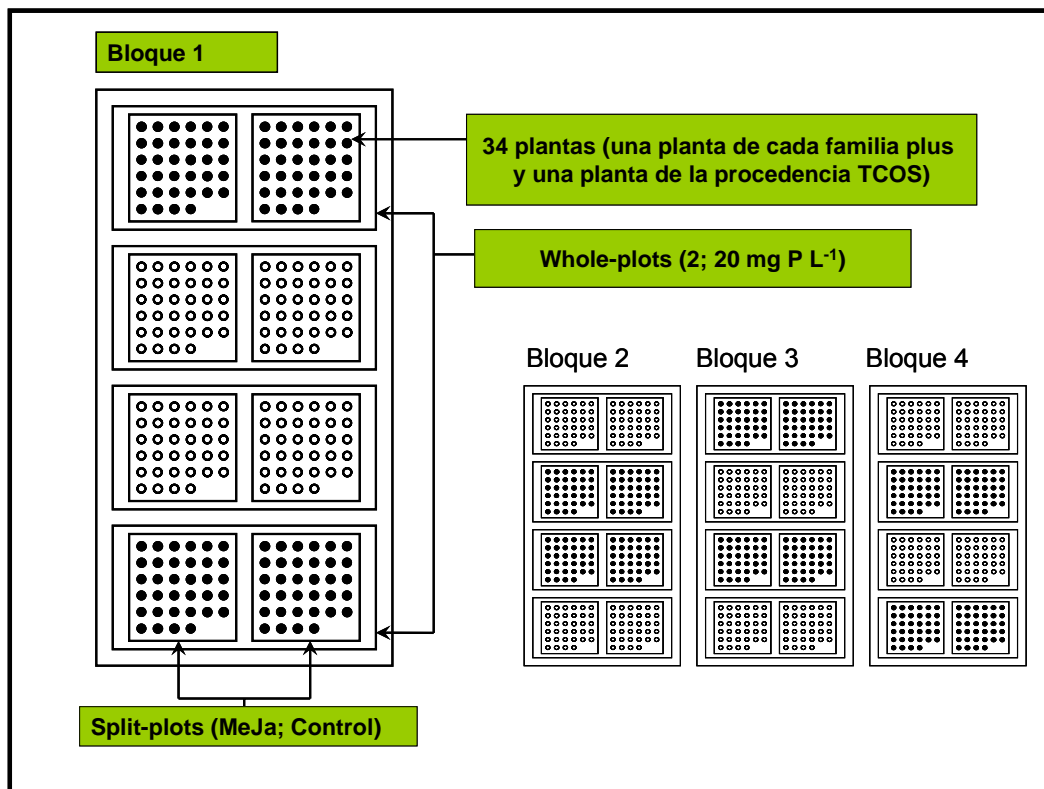 Bloque 1
34 plantas (una planta de cada familia plus
y una planta de la procedencia TCOS)
Whole-plots (2; 20 mg P L⁻¹)
Bloque 2
Bloque 3
Bloque 4
Split-plots (MeJa; Control)